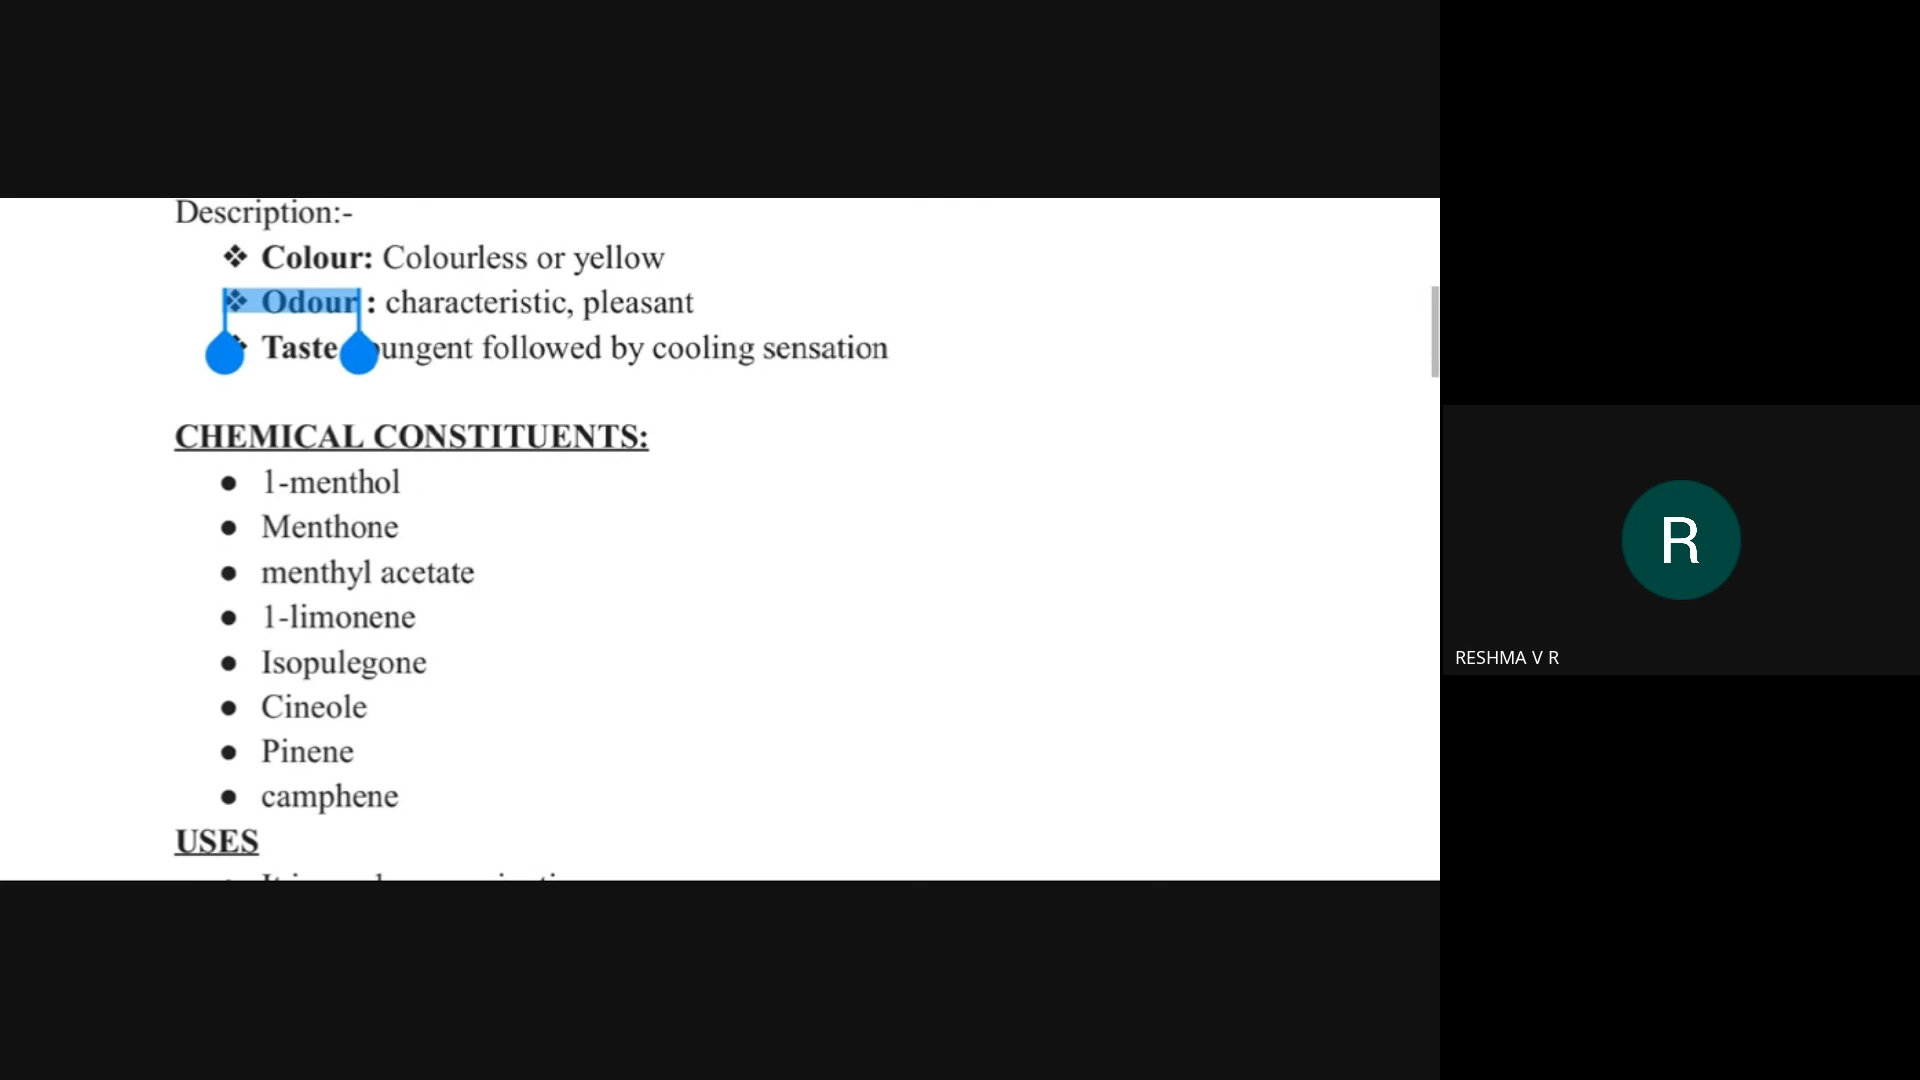 Description:-
❖ Colour: Colourless or yellow
❖ Odour : characteristic, pleasant
❖ Taste pungent followed by cooling sensation
CHEMICAL CONSTITUENTS:
● 1-menthol
● Menthone
● menthyl acetate
● 1-limonene
● Isopulegone
● Cineole
● Pinene
● camphene
USES
R
RESHMA V R